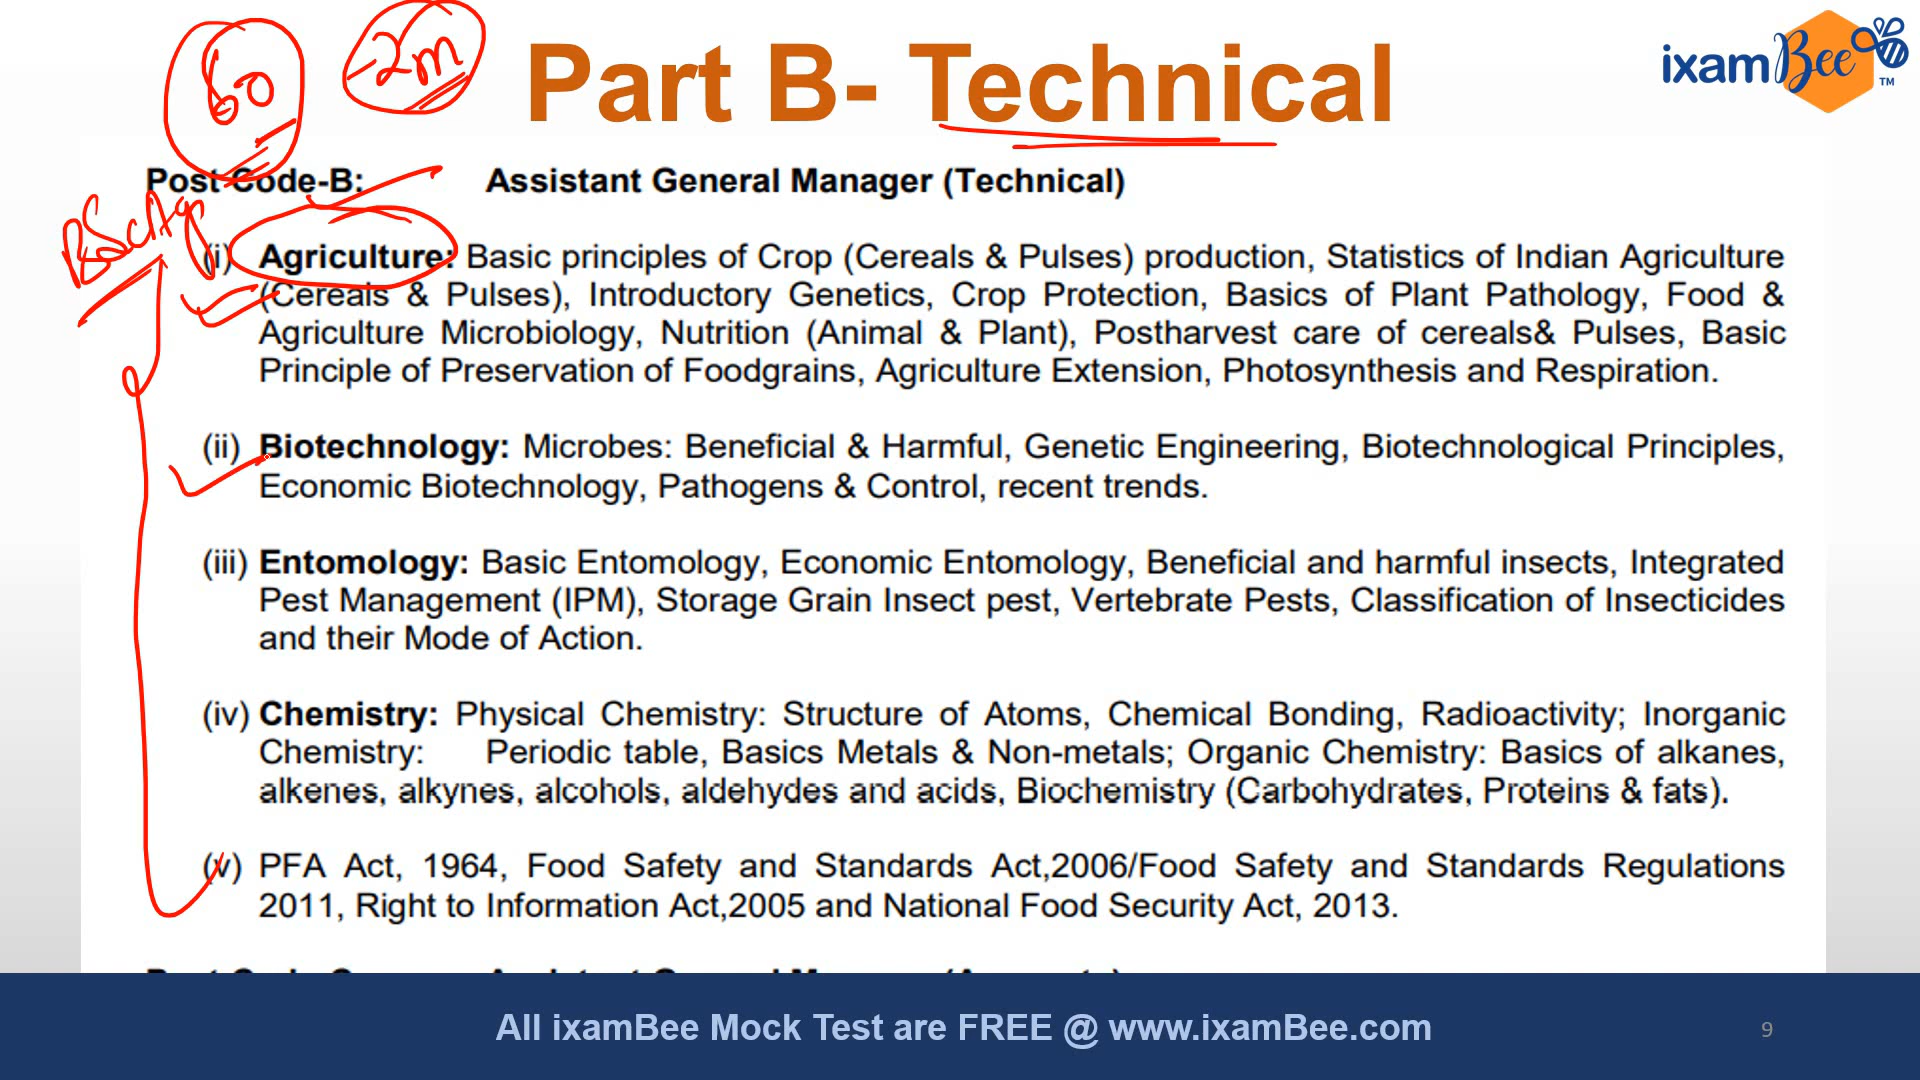 60
-2m
Part B- Technical
ixamBee™
Post Code-B: Assistant General Manager (Technical)
BScAg
(i) Agriculture: Basic principles of Crop (Cereals & Pulses) production, Statistics of Indian Agriculture
(Cereals & Pulses), Introductory Genetics, Crop Protection, Basics of Plant Pathology, Food &
Agriculture Microbiology, Nutrition (Animal & Plant), Postharvest care of cereals& Pulses, Basic
Principle of Preservation of Foodgrains, Agriculture Extension, Photosynthesis and Respiration.
(ii) Biotechnology: Microbes: Beneficial & Harmful, Genetic Engineering, Biotechnological Principles,
Economic Biotechnology, Pathogens & Control, recent trends.
(iii) Entomology: Basic Entomology, Economic Entomology, Beneficial and harmful insects, Integrated
Pest Management (IPM), Storage Grain Insect pest, Vertebrate Pests, Classification of Insecticides
and their Mode of Action.
(iv) Chemistry: Physical Chemistry: Structure of Atoms, Chemical Bonding, Radioactivity; Inorganic
Chemistry: Periodic table, Basics Metals & Non-metals; Organic Chemistry: Basics of alkanes,
alkenes, alkynes, alcohols, aldehydes and acids, Biochemistry (Carbohydrates, Proteins & fats).
(v) PFA Act, 1964, Food Safety and Standards Act,2006/Food Safety and Standards Regulations
2011, Right to Information Act,2005 and National Food Security Act, 2013.
All ixamBee Mock Test are FREE @ www.ixamBee.com
9